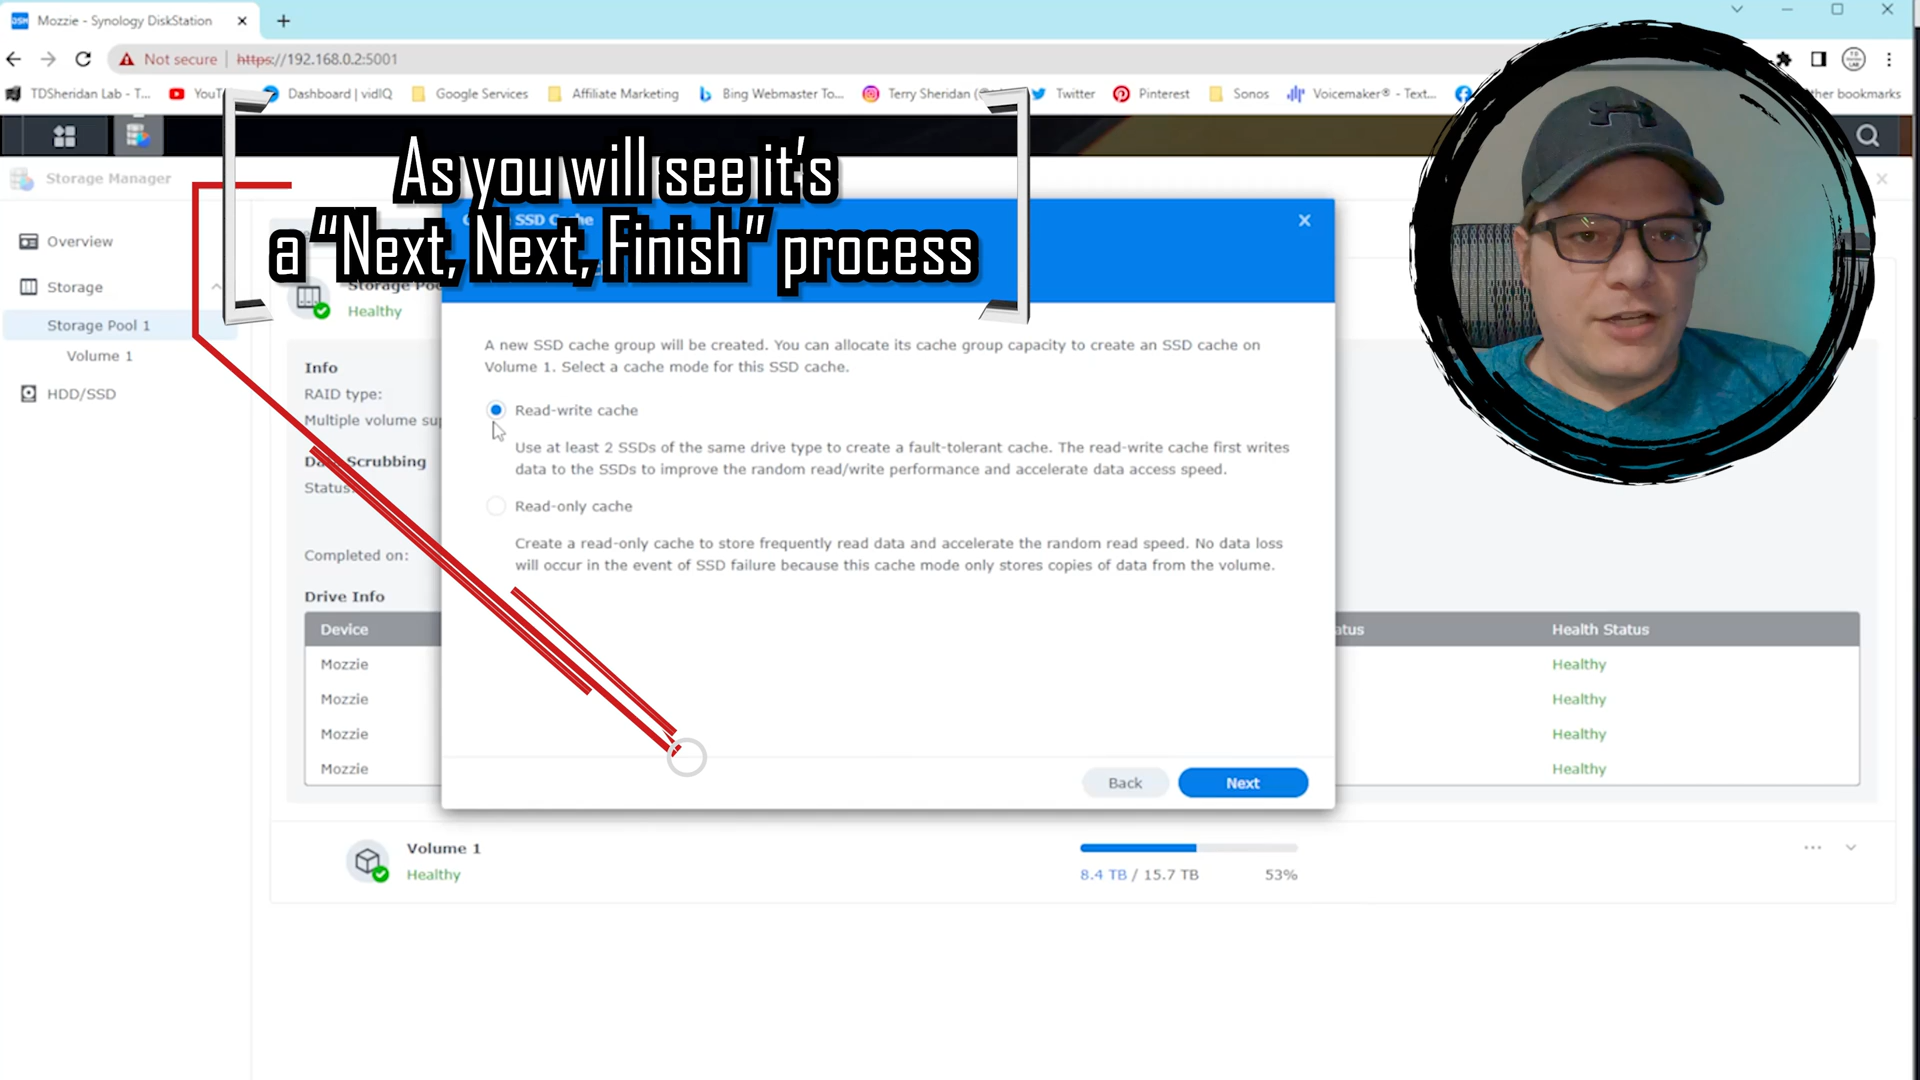 Mozzie - Synology DiskStation
Not secure
https://192.168.0.2:5001
TDSheridan Lab - T...
Dashboard | vidIQ
Google Services
Affiliate Marketing
Bing Webmaster To...
Terry Sheridan
Twitter
Pinterest
Sonos
Voicemaker® - Text...
bookmarks
As you will see it's
a "Next, Next, Finish" process
Storage Manager
Overview
Storage
Storage Pool 1
Volume 1
HDD/SSD
SSD Cache
Healthy
Info
RAID type:
Multiple volume
Scrubbing
Status:
Completed on:
Drive Info
A new SSD cache group will be created. You can allocate its cache group capacity to create an SSD cache on
Volume 1. Select a cache mode for this SSD cache.
Read-write cache
Use at least 2 SSDs of the same drive type to create a fault-tolerant cache. The read-write cache first writes
data to the SSDs to improve the random read/write performance and accelerate data access speed.
Read-only cache
Create a read-only cache to store frequently read data and accelerate the random read speed. No data loss
will occur in the event of SSD failure because this cache mode only stores copies of data from the volume.
Back
Next
Device
Health Status
Mozzie
Healthy
Mozzie
Healthy
Mozzie
Healthy
Mozzie
Healthy
Volume 1
Healthy
8.4 TB / 15.7 TB
53%